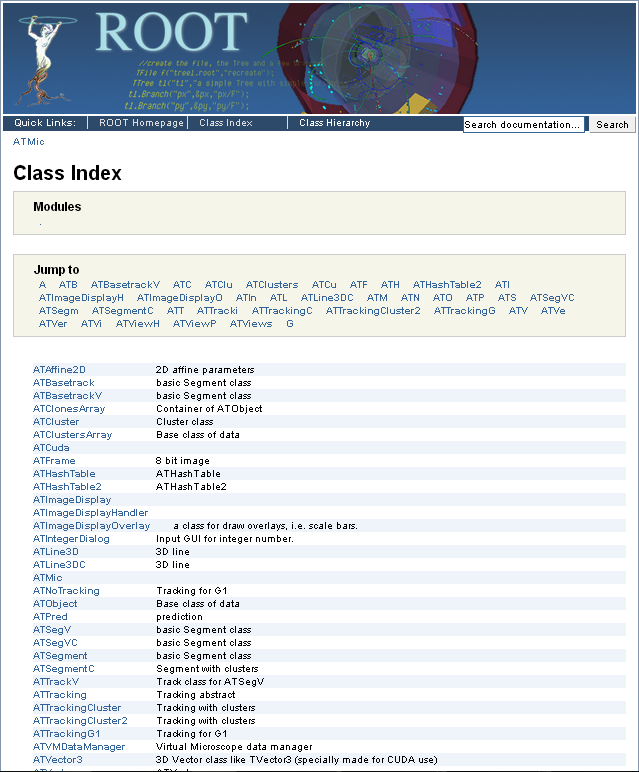 ROOT
//create the file, the Tree and a few br
TFile f("tree1.root","recreate");
TTree t1("t1","a simple Tree with simple
t1.Branch("px",&px,"px/F");
t1.Branch("py",&py,"py/F");
Quick Links: ROOT Homepage Class Index Class Hierarchy Search documentation... Search
ATMic
Class Index
Modules
.
Jump to
A ATB ATBasetrackV ATC ATClu ATClusters ATCu ATF ATH ATHashTable2 ATI
ATImageDisplayH ATImageDisplayO ATIn ATL ATLine3DC ATM ATN ATO ATP ATS ATSegVC
ATSegm ATSegmentC ATT ATTracki ATTrackingC ATTrackingCluster2 ATTrackingG ATV ATVe
ATVer ATVi ATViewH ATViewP ATViews G
ATAffine2D 2D affine parameters
ATBasetrack basic Segment class
ATBasetrackV basic Segment class
ATClonesArray Container of ATObject
ATCluster Cluster class
ATClustersArray Base class of data
ATCuda
ATFrame 8 bit image
ATHashTable ATHashTable
ATHashTable2 ATHashTable2
ATImageDisplay
ATImageDisplayHandler
ATImageDisplayOverlay a class for draw overlays, i.e. scale bars.
ATIntegerDialog Input GUI for integer number.
ATLine3D 3D line
ATLine3DC 3D line
ATMic
ATNoTracking Tracking for G1
ATObject Base class of data
ATPred prediction
ATSegV basic Segment class
ATSegVC basic Segment class
ATSegment basic Segment class
ATSegmentC Segment with clusters
ATTrackV Track class for ATSegV
ATTracking Tracking abstract
ATTrackingCluster Tracking with clusters
ATTrackingCluster2 Tracking with clusters
ATTrackingG1 Tracking for G1
ATVMDataManager Virtual Microscope data manager
ATVector3 3D Vector class like TVector3 (specially made for CUDA use)